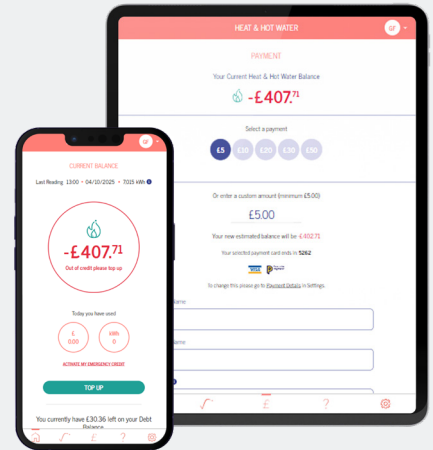 HEAT & HOT WATER
GF
PAYMENT
Your Current Heat & Hot Water Balance
-£407.71
Select a payment
£5 £10 £20 £30 £50
Or enter a custom amount (minimum £5.00)
£5.00
Your new estimated balance will be £-402.71
Your selected payment card ends in 5262
VISA
To change this please go to Payment Details in Settings.
Name
Name
£
?
GF
CURRENT BALANCE
Last Reading 13:00 • 04/10/2025 • 7015 kWh
-£407.71
Out of credit please top up
Today you have used
£
0.00
kWh
0
ACTIVATE MY EMERGENCY CREDIT
TOP UP
You currently have £30.36 left on your Debt
Balance
£
?